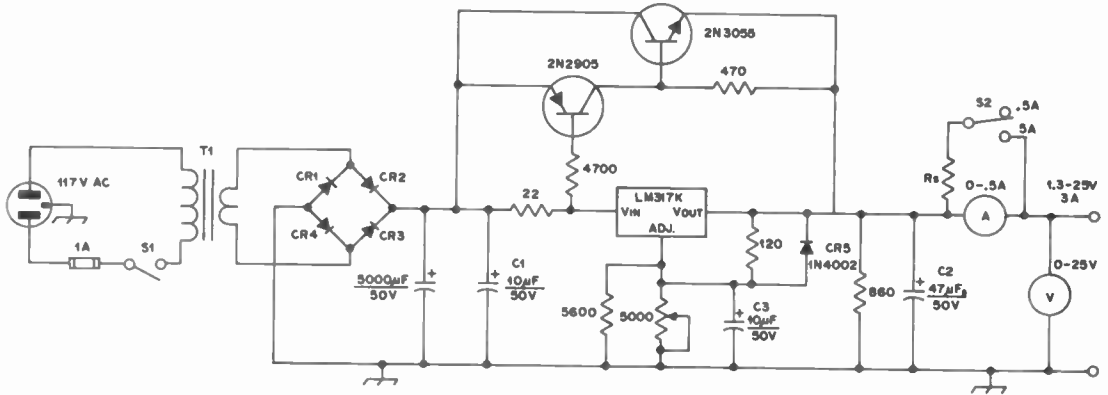 2N3055
2N2905
470
S2
.5A
5A
T1
117V AC
CR1
CR2
4700
RS
0-.5A
1.3-25V
3A
22
LM317K
VIN
VOUT
ADJ.
A
CR4
CR3
1A
S1
120
CR5
1N4002
0-25V
+
5000µF
50V
+
C1
10µF
50V
5600
5000
+
C3
10µF
50V
860
+
C2
47µF
50V
V